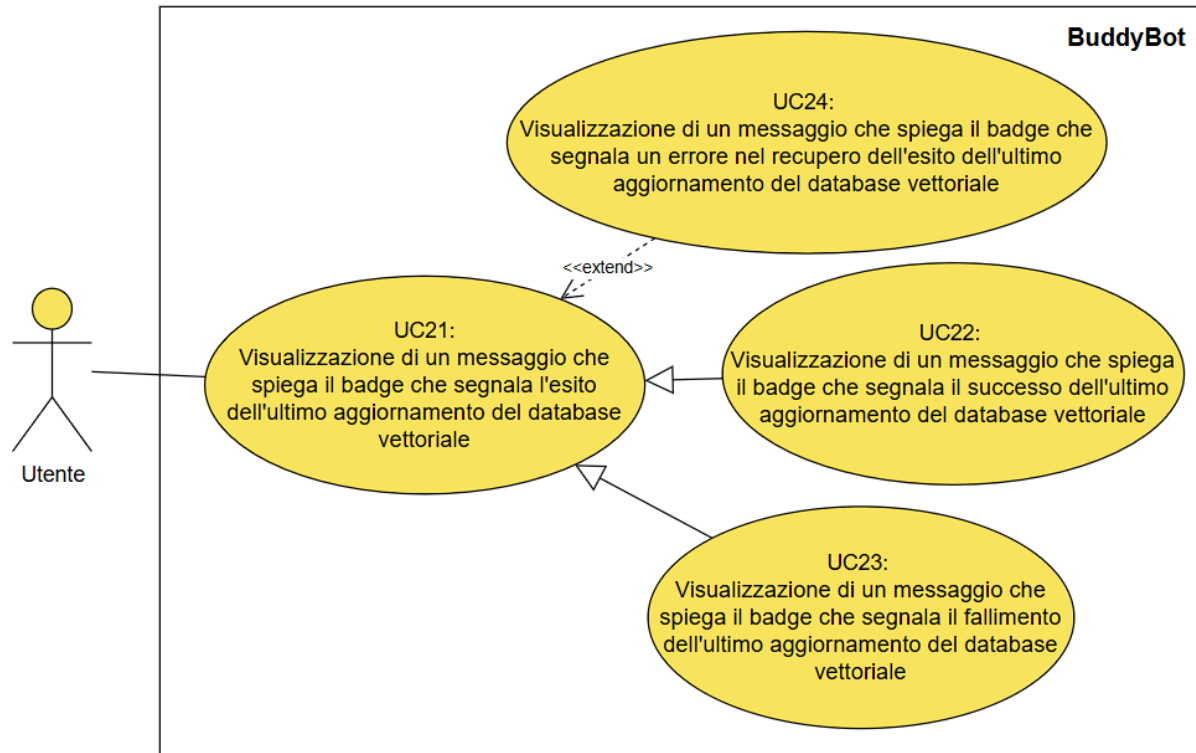 BuddyBot
UC24:
Visualizzazione di un messaggio che spiega il badge che
segnala un errore nel recupero dell'esito dell'ultimo
aggiornamento del database vettoriale
<<extend>>
UC21:
Visualizzazione di un messaggio che
spiega il badge che segnala l'esito
dell'ultimo aggiornamento del database
vettoriale
UC22:
Visualizzazione di un messaggio che spiega
il badge che segnala il successo dell'ultimo
aggiornamento del database vettoriale
Utente
UC23:
Visualizzazione di un messaggio che
spiega il badge che segnala il fallimento
dell'ultimo aggiornamento del database
vettoriale